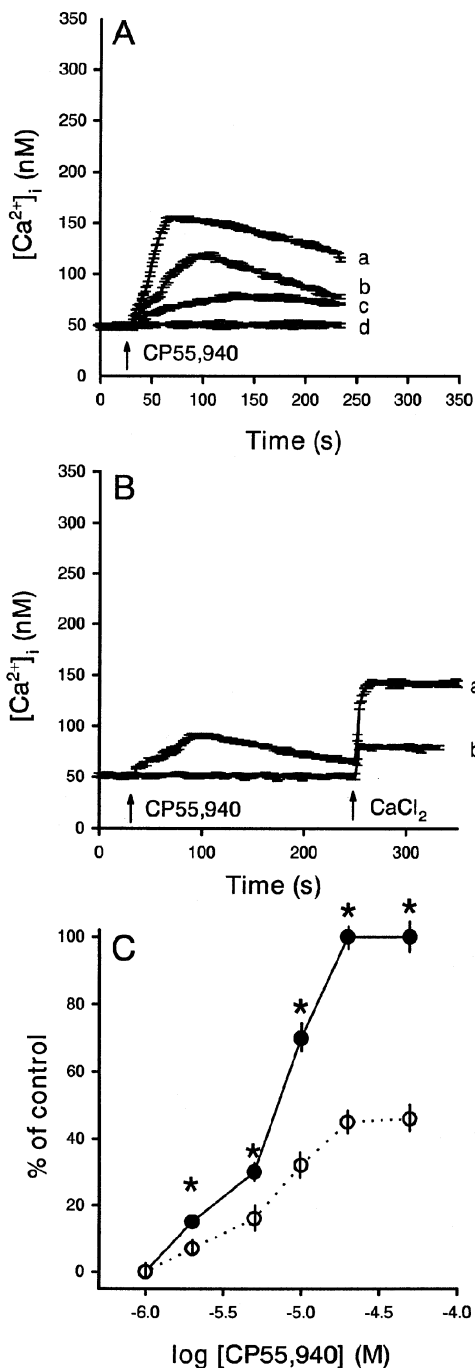 A
350
300
250
200
150
100
50
0
[Ca²⁺]ᵢ (nM)
a
b
c
d
CP55,940
0 50 100 150 200 250 300 350
Time (s)
B
350
300
250
200
150
100
50
0
[Ca²⁺]ᵢ (nM)
a
b
CP55,940
CaCl₂
0 100 200 300
Time (s)
C
100
80
60
40
20
0
% of control
* * * * *
-6.0 -5.5 -5.0 -4.5 -4.0
log [CP55,940] (M)